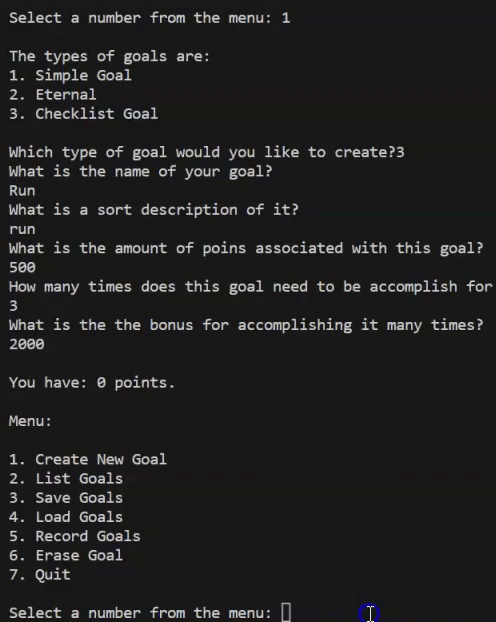 Select a number from the menu: 1
The types of goals are:
1. Simple Goal
2. Eternal
3. Checklist Goal
Which type of goal would you like to create?3
What is the name of your goal?
Run
What is a sort description of it?
run
What is the amount of poins associated with this goal?
500
How many times does this goal need to be accomplish for
3
What is the the bonus for accomplishing it many times?
2000
You have: 0 points.
Menu:
1. Create New Goal
2. List Goals
3. Save Goals
4. Load Goals
5. Record Goals
6. Erase Goal
7. Quit
Select a number from the menu: